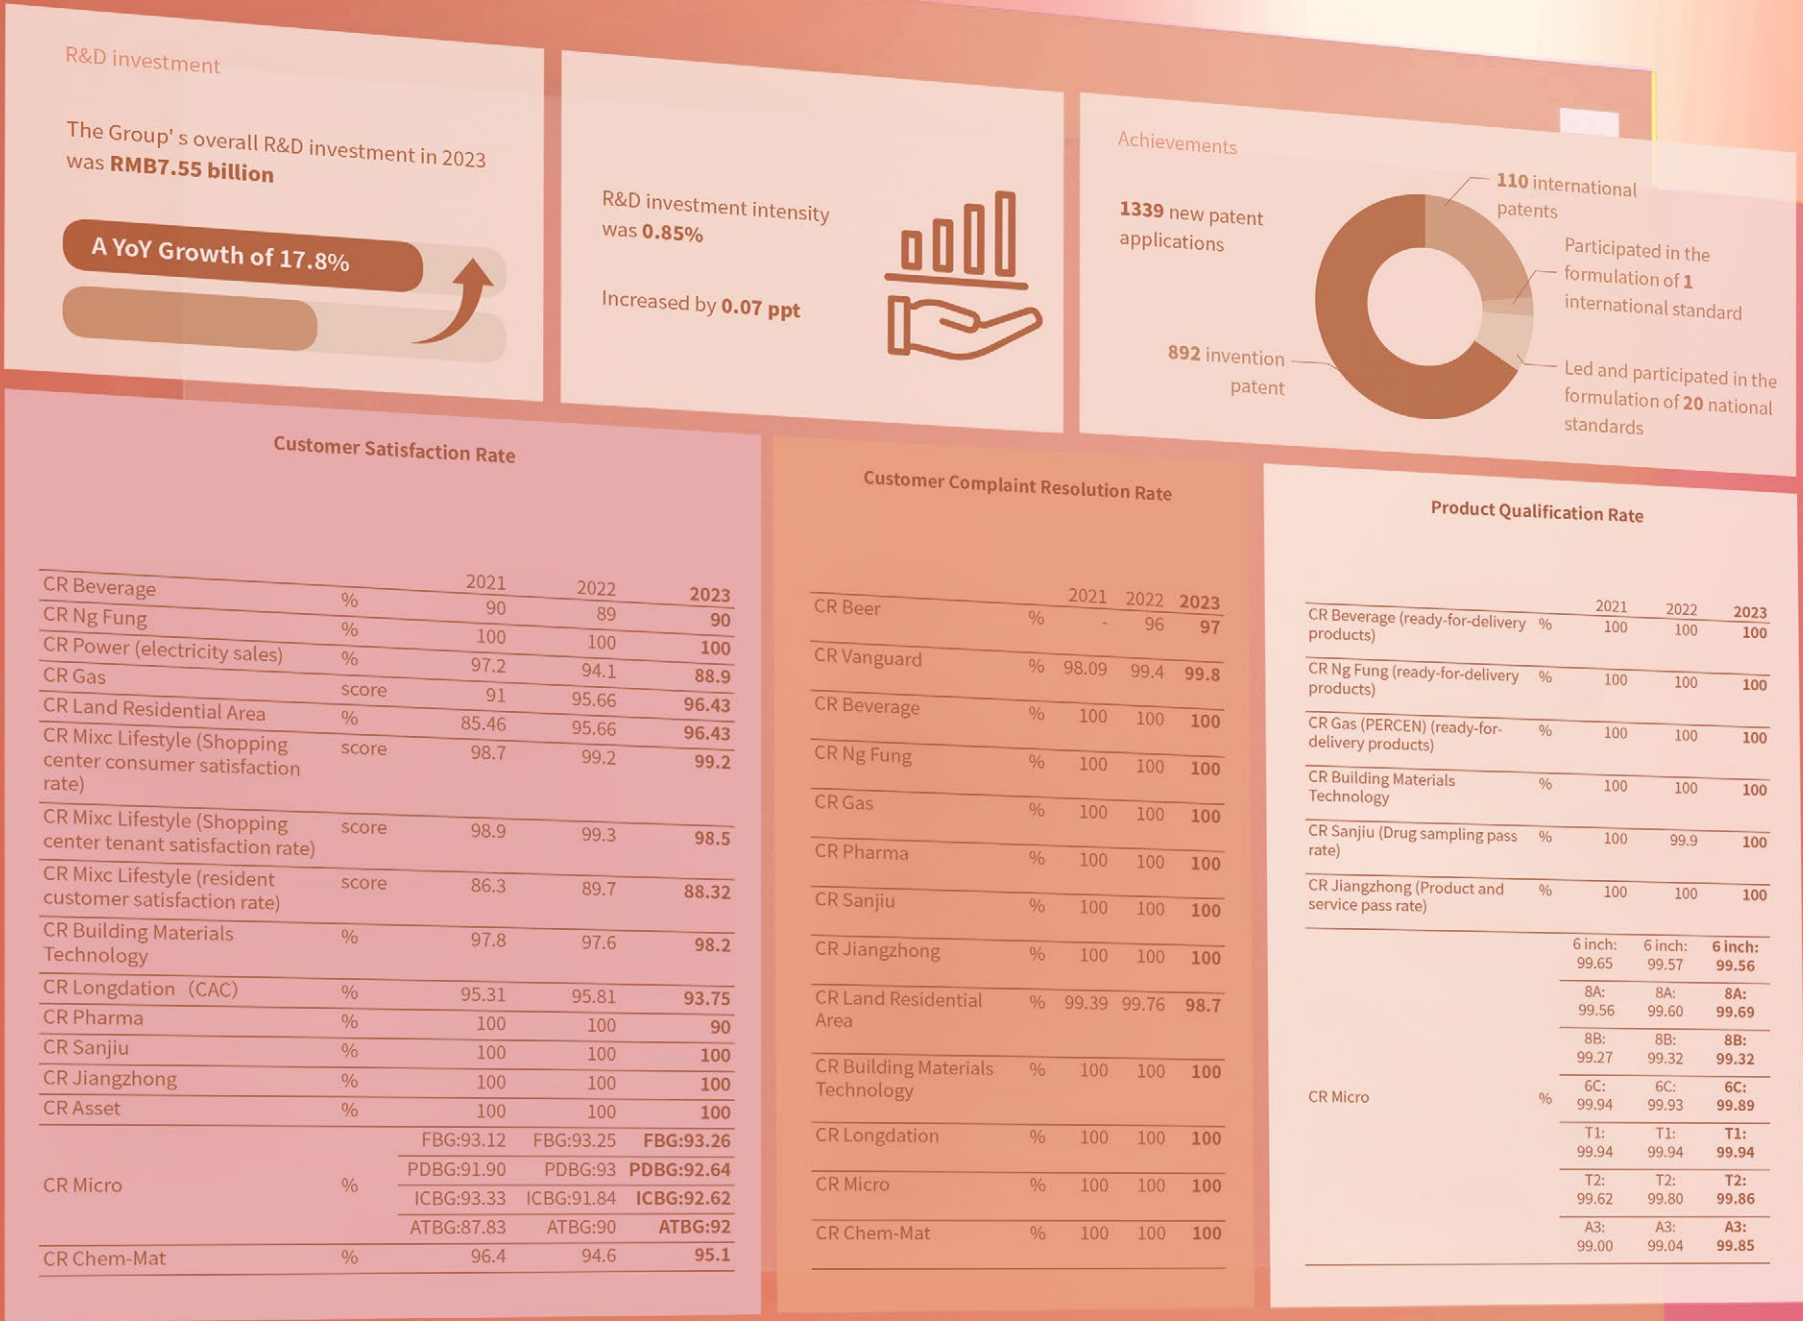 R&D investment
The Group' s overall R&D investment in 2023
was RMB7.55 billion
A YoY Growth of 17.8%
R&D investment intensity
was 0.85%
Increased by 0.07 ppt
Achievements
1339 new patent
applications
110 international
patents
Participated in the
formulation of 1
international standard
892 invention
patent
Led and participated in the
formulation of 20 national
standards
Customer Satisfaction Rate
2021 2022 2023
CR Beverage % 90 89 90
CR Ng Fung % 100 100 100
CR Power (electricity sales) % 97.2 94.1 88.9
CR Gas score 91 95.66 96.43
CR Land Residential Area % 85.46 95.66 96.43
CR Mixc Lifestyle (Shopping score 98.7 99.2 99.2
center consumer satisfaction
rate)
CR Mixc Lifestyle (Shopping score 98.9 99.3 98.5
center tenant satisfaction rate)
CR Mixc Lifestyle (resident score 86.3 89.7 88.32
customer satisfaction rate)
CR Building Materials % 97.8 97.6 98.2
Technology
CR Longdation（CAC） % 95.31 95.81 93.75
CR Pharma % 100 100 90
CR Sanjiu % 100 100 100
CR Jiangzhong % 100 100 100
CR Asset % 100 100 100
FBG:93.12 FBG:93.25 FBG:93.26
PDBG:91.90 PDBG:93 PDBG:92.64
CR Micro %
ICBG:93.33 ICBG:91.84 ICBG:92.62
ATBG:87.83 ATBG:90 ATBG:92
CR Chem-Mat % 96.4 94.6 95.1
Customer Complaint Resolution Rate
2021 2022 2023
CR Beer % - 96 97
CR Vanguard % 98.09 99.4 99.8
CR Beverage % 100 100 100
CR Ng Fung % 100 100 100
CR Gas % 100 100 100
CR Pharma % 100 100 100
CR Sanjiu % 100 100 100
CR Jiangzhong % 100 100 100
CR Land Residential % 99.39 99.76 98.7
Area
CR Building Materials % 100 100 100
Technology
CR Longdation % 100 100 100
CR Micro % 100 100 100
CR Chem-Mat % 100 100 100
Product Qualification Rate
2021 2022 2023
CR Beverage (ready-for-delivery % 100 100 100
products)
CR Ng Fung (ready-for-delivery % 100 100 100
products)
CR Gas (PERCEN) (ready-for- % 100 100 100
delivery products)
CR Building Materials % 100 100 100
Technology
CR Sanjiu (Drug sampling pass % 100 99.9 100
rate)
CR Jiangzhong (Product and % 100 100 100
service pass rate)
6 inch: 6 inch: 6 inch:
99.65 99.57 99.56
8A: 8A: 8A:
99.56 99.60 99.69
8B: 8B: 8B:
99.27 99.32 99.32
6C: 6C: 6C:
CR Micro %
99.94 99.93 99.89
T1: T1: T1:
99.94 99.94 99.94
T2: T2: T2:
99.62 99.80 99.86
A3: A3: A3:
99.00 99.04 99.85